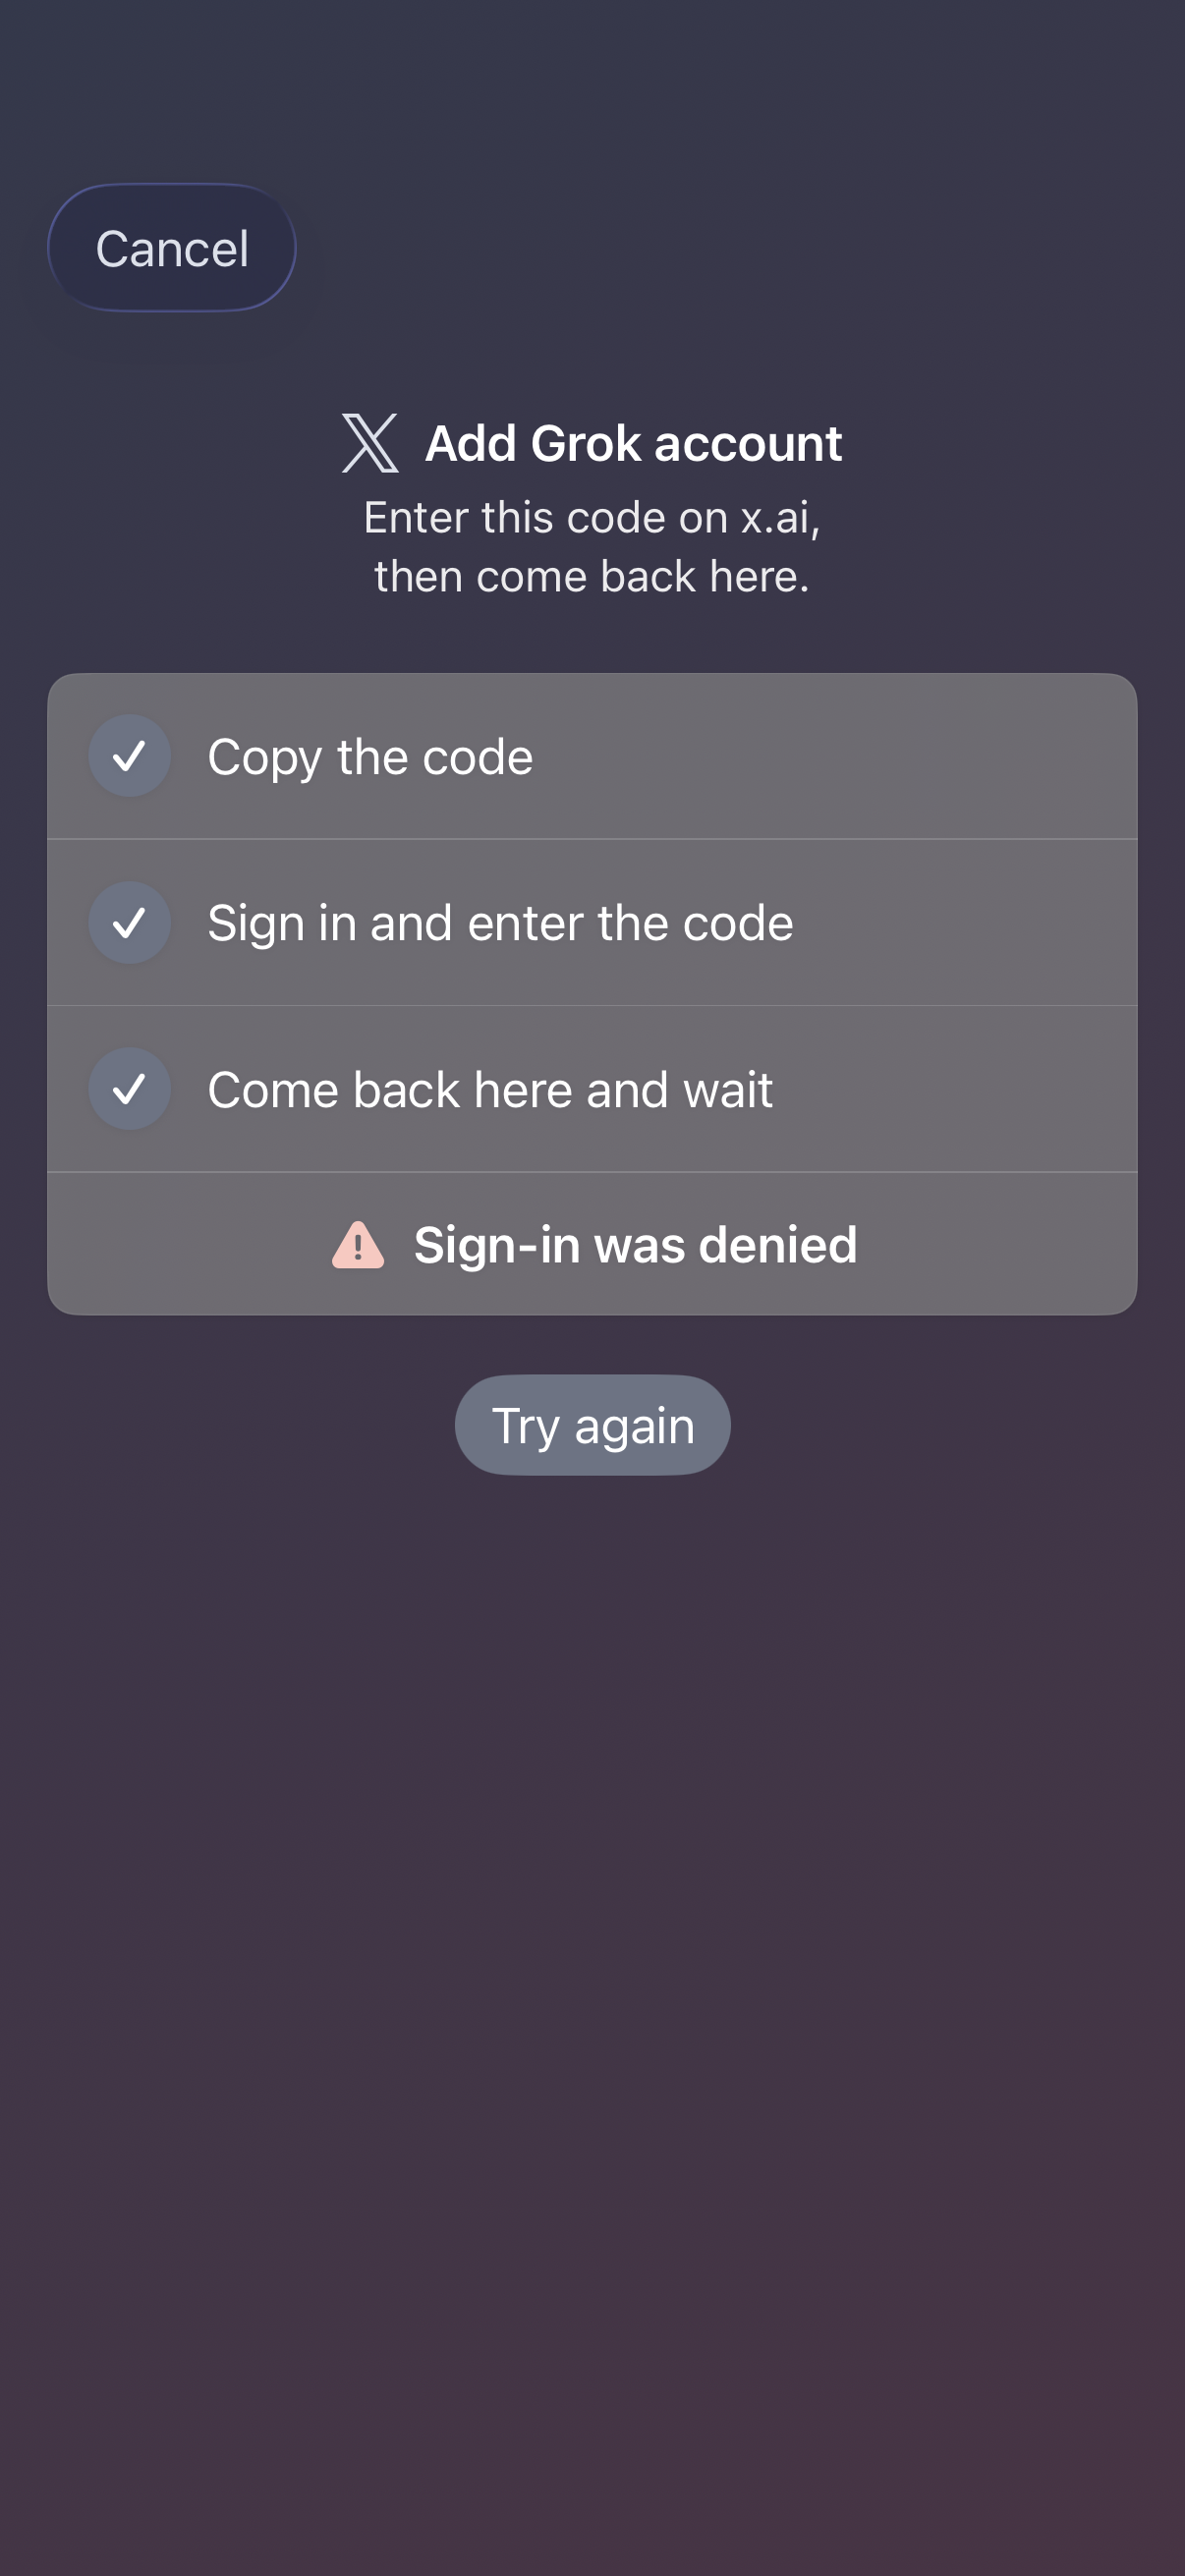 Cancel
Add Grok account
Enter this code on x.ai,
then come back here.
Copy the code
Sign in and enter the code
Come back here and wait
Sign-in was denied
Try again